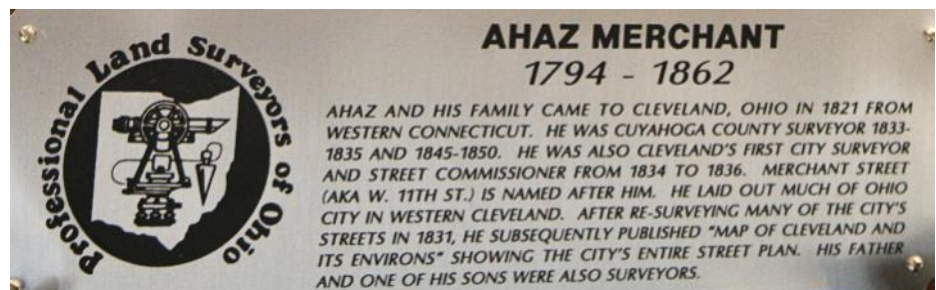 Professional Land Surveyors of Ohio
AHAZ MERCHANT
1794 - 1862
AHAZ AND HIS FAMILY CAME TO CLEVELAND, OHIO IN 1821 FROM
WESTERN CONNECTICUT. HE WAS CUYAHOGA COUNTY SURVEYOR 1833-
1835 AND 1845-1850. HE WAS ALSO CLEVELAND'S FIRST CITY SURVEYOR
AND STREET COMMISSIONER FROM 1834 TO 1836. MERCHANT STREET
(AKA W. 11TH ST.) IS NAMED AFTER HIM. HE LAID OUT MUCH OF OHIO
CITY IN WESTERN CLEVELAND. AFTER RE-SURVEYING MANY OF THE CITY'S
STREETS IN 1831, HE SUBSEQUENTLY PUBLISHED "MAP OF CLEVELAND AND
ITS ENVIRONS" SHOWING THE CITY'S ENTIRE STREET PLAN. HIS FATHER
AND ONE OF HIS SONS WERE ALSO SURVEYORS.